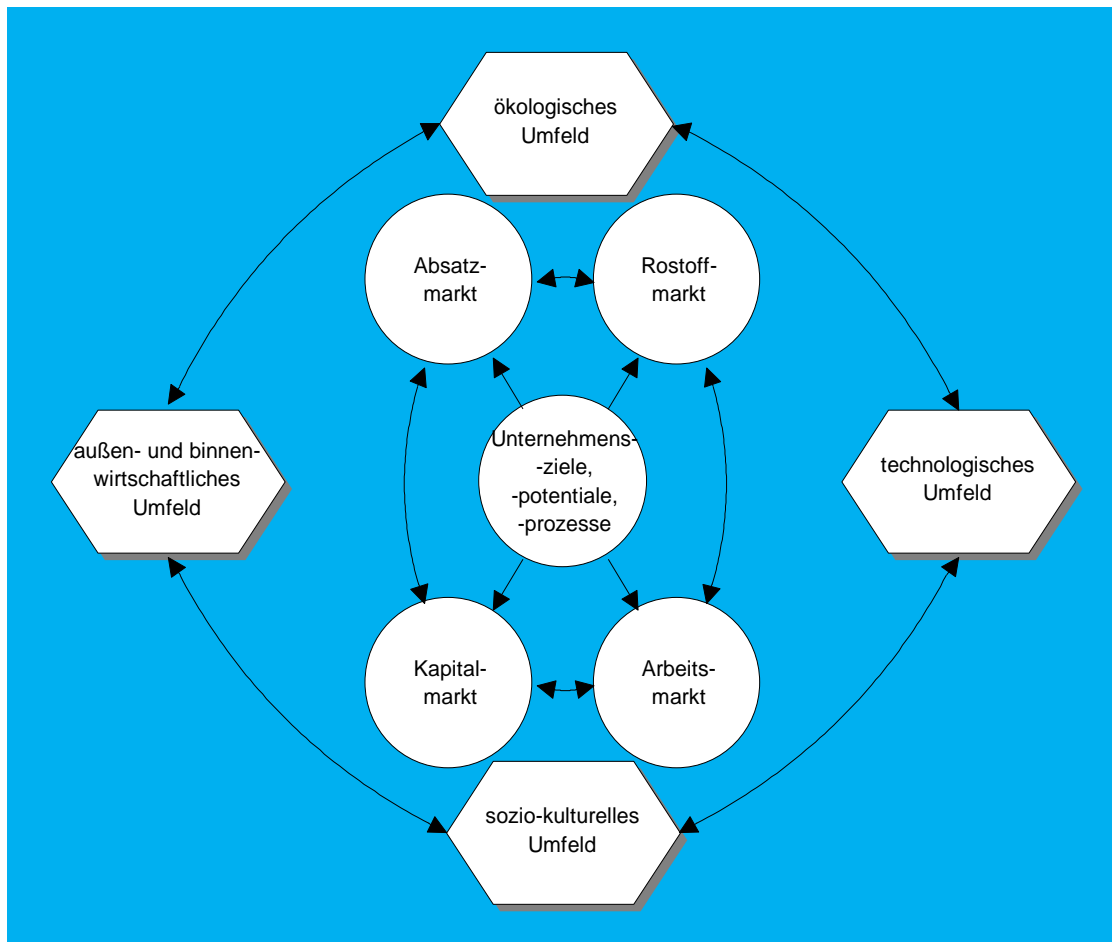 ökologisches
Umfeld
Absatz-
markt
Rostoff-
markt
außen- und binnen-
wirtschaftliches
Umfeld
Unternehmens-
-ziele,
-potentiale,
-prozesse
technologisches
Umfeld
Kapital-
markt
Arbeits-
markt
sozio-kulturelles
Umfeld